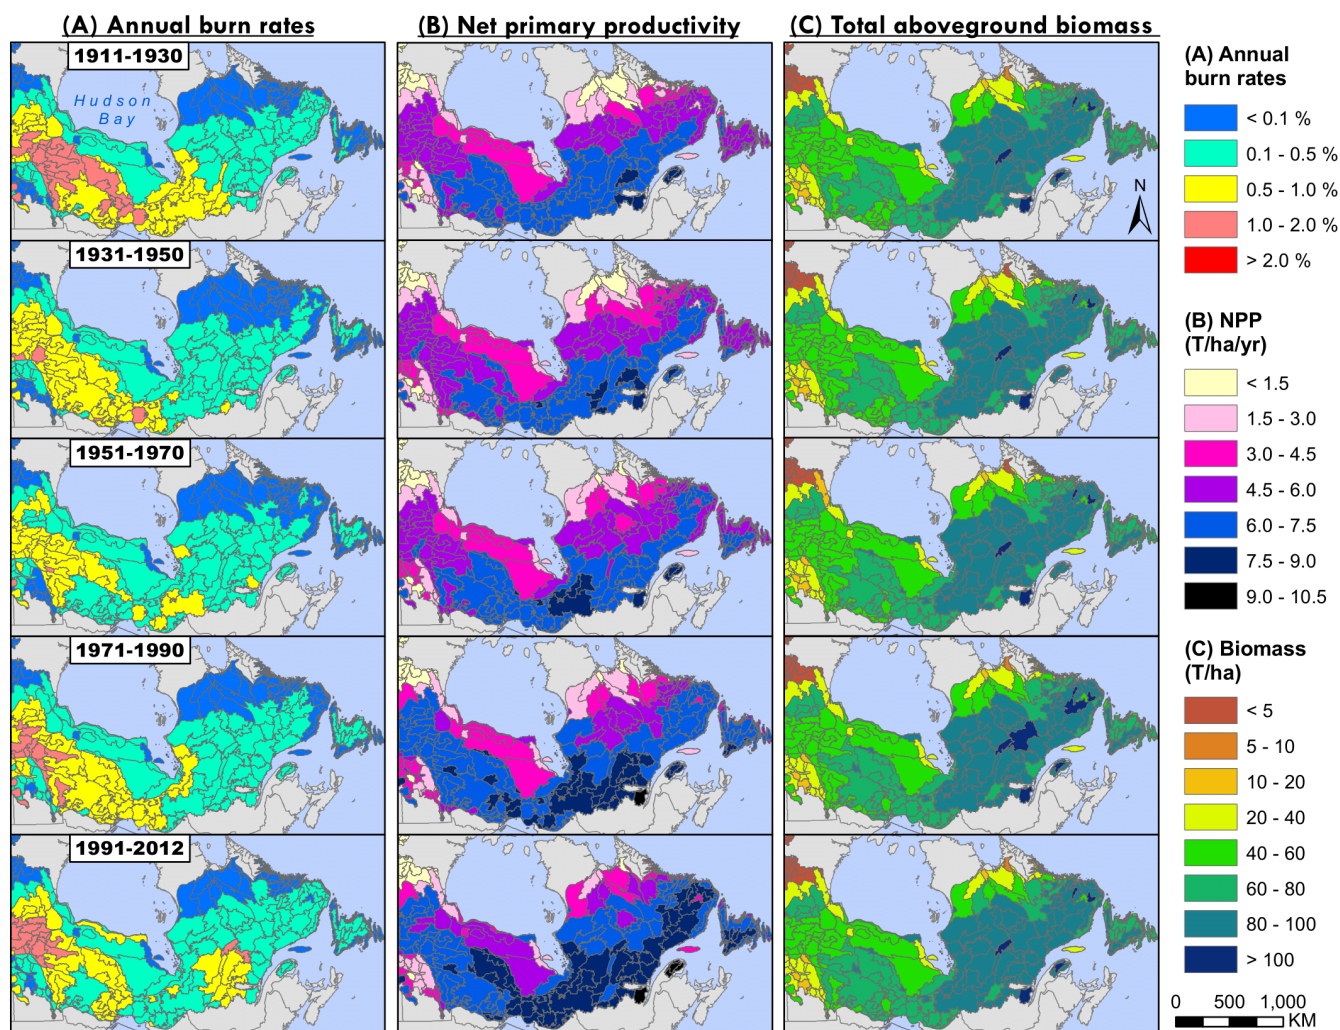 (A) Annual burn rates
(B) Net primary productivity
(C) Total aboveground biomass
1911-1930
Hudson
Bay
N
1931-1950
1951-1970
1971-1990
1991-2012
(A) Annual
burn rates
< 0.1 %
0.1 - 0.5 %
0.5 - 1.0 %
1.0 - 2.0 %
> 2.0 %
(B) NPP
(T/ha/yr)
< 1.5
1.5 - 3.0
3.0 - 4.5
4.5 - 6.0
6.0 - 7.5
7.5 - 9.0
9.0 - 10.5
(C) Biomass
(T/ha)
< 5
5 - 10
10 - 20
20 - 40
40 - 60
60 - 80
80 - 100
> 100
0 500 1,000
KM